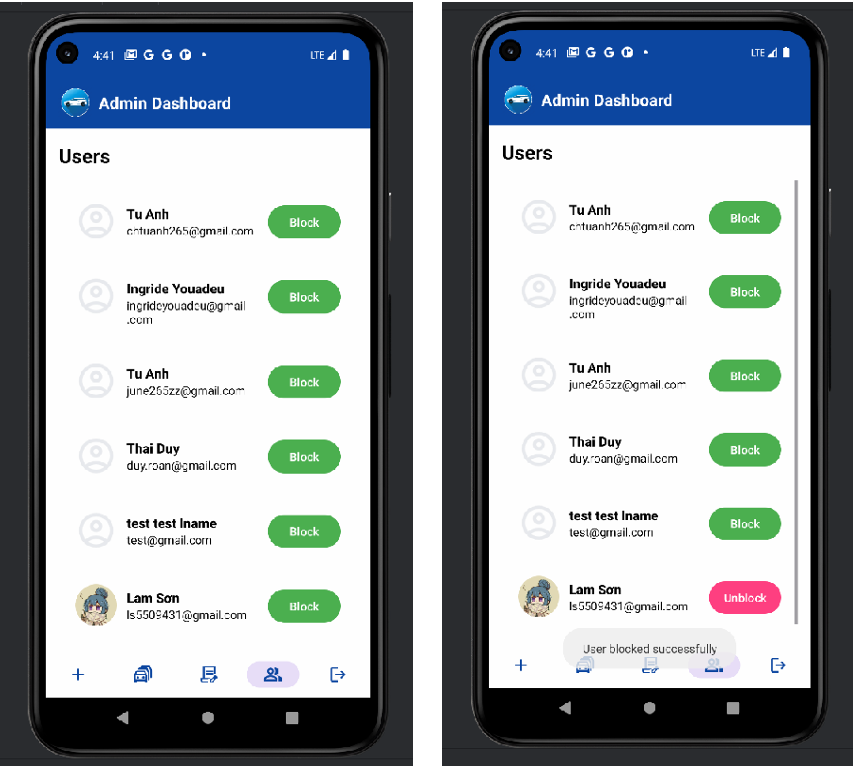 4:41
LTE
Admin Dashboard
Users
Tu Anh
chtuanh265@gmail.com
Block
Ingride Youadeu
ingrideyouadeu@gmail
.com
Block
Tu Anh
june265zz@gmail.com
Block
Thai Duy
duy.roan@gmail.com
Block
test test lname
test@gmail.com
Block
Lam Sơn
ls5509431@gmail.com
Block
4:41
LTE
Admin Dashboard
Users
Tu Anh
chtuanh265@gmail.com
Block
Ingride Youadeu
ingrideyouadeu@gmail
.com
Block
Tu Anh
june265zz@gmail.com
Block
Thai Duy
duy.roan@gmail.com
Block
test test lname
test@gmail.com
Block
Lam Sơn
ls5509431@gmail.com
Unblock
User blocked successfully